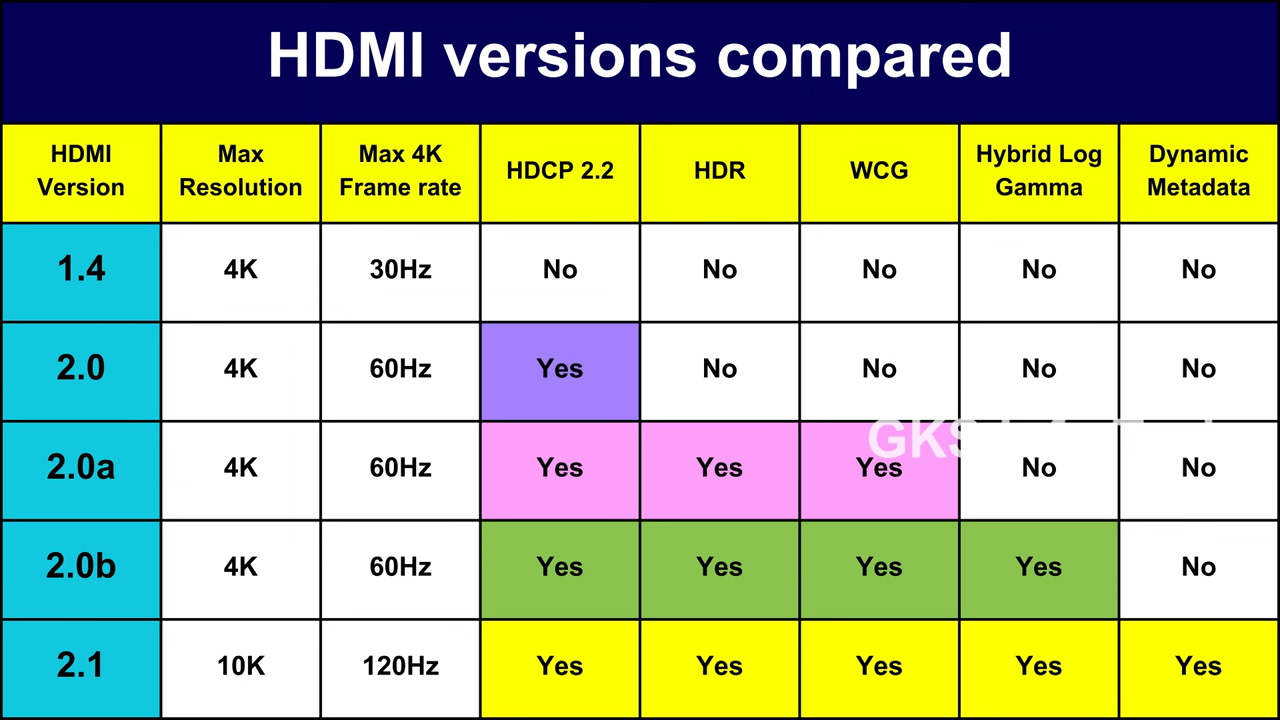 HDMI versions compared
HDMI Version Max Resolution Max 4K Frame rate HDCP 2.2 HDR WCG Hybrid Log Gamma Dynamic Metadata
1.4 4K 30Hz No No No No No
2.0 4K 60Hz Yes No No No No
2.0a 4K 60Hz Yes Yes Yes No No
2.0b 4K 60Hz Yes Yes Yes Yes No
2.1 10K 120Hz Yes Yes Yes Yes Yes